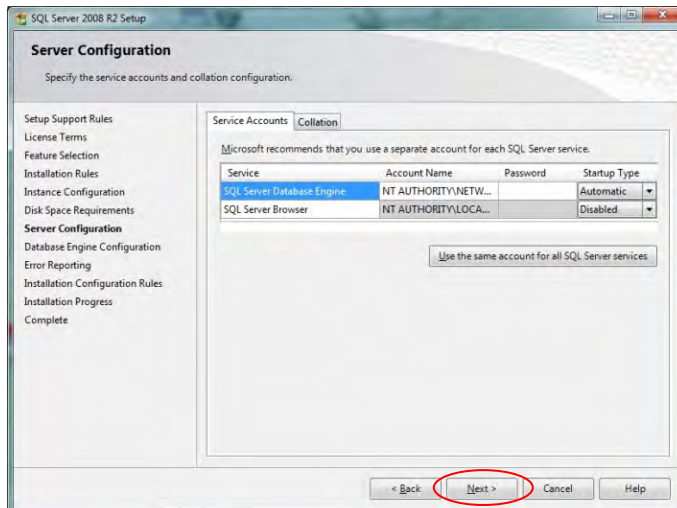 SQL Server 2008 R2 Setup
Server Configuration
Specify the service accounts and collation configuration.
Setup Support Rules
License Terms
Feature Selection
Installation Rules
Instance Configuration
Disk Space Requirements
Server Configuration
Database Engine Configuration
Error Reporting
Installation Configuration Rules
Installation Progress
Complete
Service Accounts Collation
Microsoft recommends that you use a separate account for each SQL Server service.
Service Account Name Password Startup Type
SQL Server Database Engine NT AUTHORITY\NETW... Automatic
SQL Server Browser NT AUTHORITY\LOCA... Disabled
Use the same account for all SQL Server services
< Back Next > Cancel Help